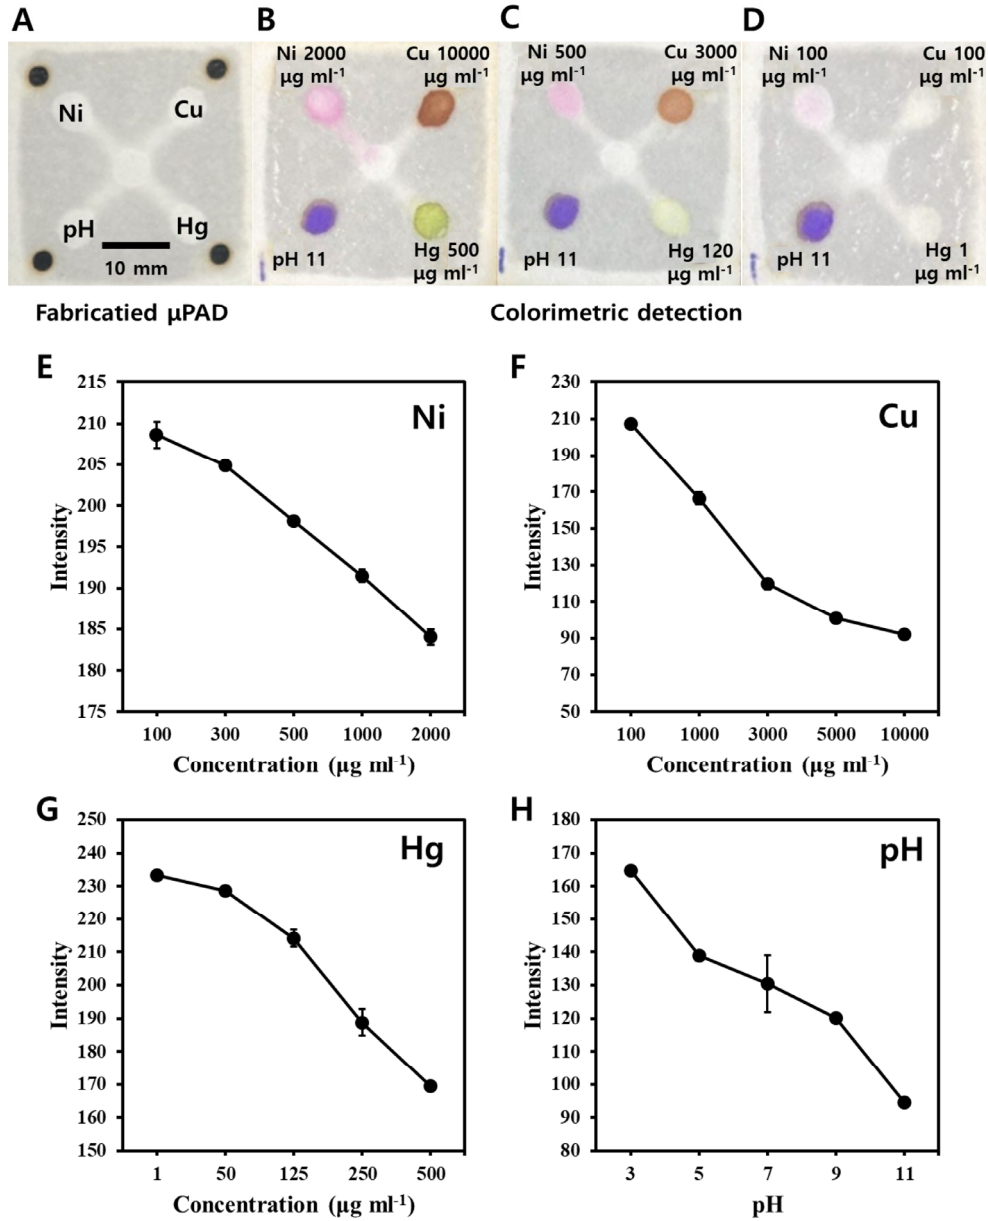 A
B
C
D
Ni
Cu
pH
Hg
10 mm
Ni 2000
µg ml-1
Cu 10000
µg ml-1
pH 11
Hg 500
µg ml-1
Ni 500
µg ml-1
Cu 3000
µg ml-1
pH 11
Hg 120
µg ml-1
Ni 100
µg ml-1
Cu 100
µg ml-1
pH 11
Hg 1
µg ml-1
Fabricatied µPAD
Colorimetric detection
E
Ni
Intensity
215
210
205
200
195
190
185
180
175
100 300 500 1000 2000
Concentration (µg ml-1)
F
Cu
Intensity
230
210
190
170
150
130
110
90
70
50
100 1000 3000 5000 10000
Concentration (µg ml-1)
G
Hg
Intensity
250
240
230
220
210
200
190
180
170
160
150
1 50 125 250 500
Concentration (µg ml-1)
H
pH
Intensity
180
170
160
150
140
130
120
110
100
90
80
3 5 7 9 11
pH